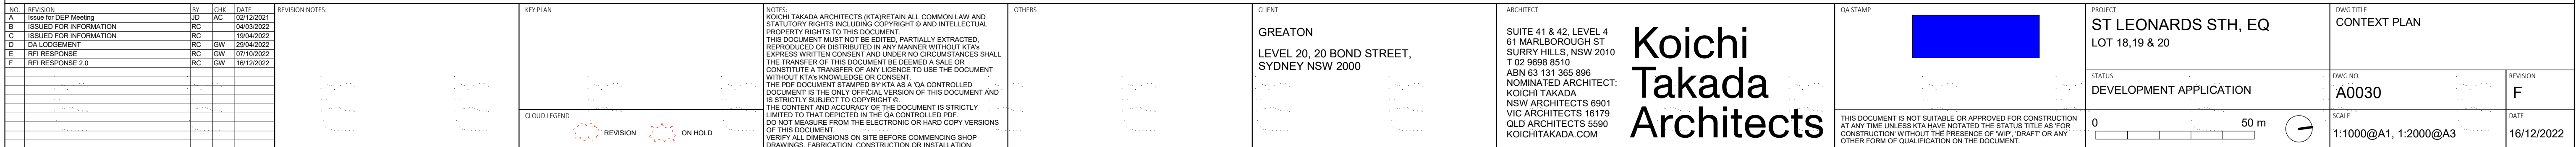 NO. REVISION BY CHK DATE
A Issue for DEP Meeting JD AC 02/12/2021
B ISSUED FOR INFORMATION RC 04/03/2022
C ISSUED FOR INFORMATION RC 19/04/2022
D DA LODGEMENT RC GW 29/04/2022
E RFI RESPONSE RC GW 07/10/2022
F RFI RESPONSE 2.0 RC GW 16/12/2022
REVISION NOTES:
KEY PLAN
CLOUD LEGEND
REVISION ON HOLD
NOTES:
KOICHI TAKADA ARCHITECTS (KTA)RETAIN ALL COMMON LAW AND
STATUTORY RIGHTS INCLUDING COPYRIGHT © AND INTELLECTUAL
PROPERTY RIGHTS TO THIS DOCUMENT.
THIS DOCUMENT MUST NOT BE EDITED, PARTIALLY EXTRACTED,
REPRODUCED OR DISTRIBUTED IN ANY MANNER WITHOUT KTA's
EXPRESS WRITTEN CONSENT AND UNDER NO CIRCUMSTANCES SHALL
THE TRANSFER OF THIS DOCUMENT BE DEEMED A SALE OR
CONSTITUTE A TRANSFER OF ANY LICENCE TO USE THE DOCUMENT
WITHOUT KTA's KNOWLEDGE OR CONSENT.
THE PDF DOCUMENT STAMPED BY KTA AS A 'QA CONTROLLED
DOCUMENT' IS THE ONLY OFFICIAL VERSION OF THIS DOCUMENT AND
IS STRICTLY SUBJECT TO COPYRIGHT ©.
THE CONTENT AND ACCURACY OF THE DOCUMENT IS STRICTLY
LIMITED TO THAT DEPICTED IN THE QA CONTROLLED PDF.
DO NOT MEASURE FROM THE ELECTRONIC OR HARD COPY VERSIONS
OF THIS DOCUMENT.
VERIFY ALL DIMENSIONS ON SITE BEFORE COMMENCING SHOP
DRAWINGS, FABRICATION, CONSTRUCTION OR INSTALLATION
OTHERS
CLIENT
GREATON
LEVEL 20, 20 BOND STREET,
SYDNEY NSW 2000
ARCHITECT
SUITE 41 & 42, LEVEL 4
61 MARLBOROUGH ST
SURRY HILLS, NSW 2010
T 02 9698 8510
ABN 63 131 365 896
NOMINATED ARCHITECT:
KOICHI TAKADA
NSW ARCHITECTS 6901
VIC ARCHITECTS 16179
QLD ARCHITECTS 5590
KOICHITAKADA.COM
Koichi
Takada
Architects
QA STAMP
THIS DOCUMENT IS NOT SUITABLE OR APPROVED FOR CONSTRUCTION
AT ANY TIME UNLESS KTA HAVE NOTATED THE STATUS TITLE AS 'FOR
CONSTRUCTION' WITHOUT THE PRESENCE OF 'WIP', 'DRAFT' OR ANY
OTHER FORM OF QUALIFICATION ON THE DOCUMENT.
PROJECT
ST LEONARDS STH, EQ
LOT 18,19 & 20
STATUS
DEVELOPMENT APPLICATION
0 50 m
DWG TITLE
CONTEXT PLAN
DWG NO.
A0030
REVISION
F
SCALE
1:1000@A1, 1:2000@A3
DATE
16/12/2022